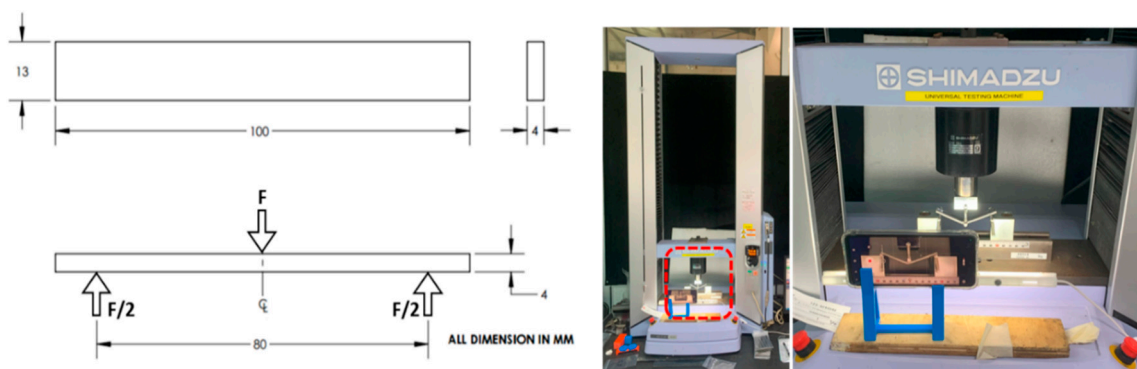 13
100
4
F
F/2
F/2
4
80
ALL DIMENSION IN MM
SHIMADZU
UNIVERSAL TESTING MACHINE